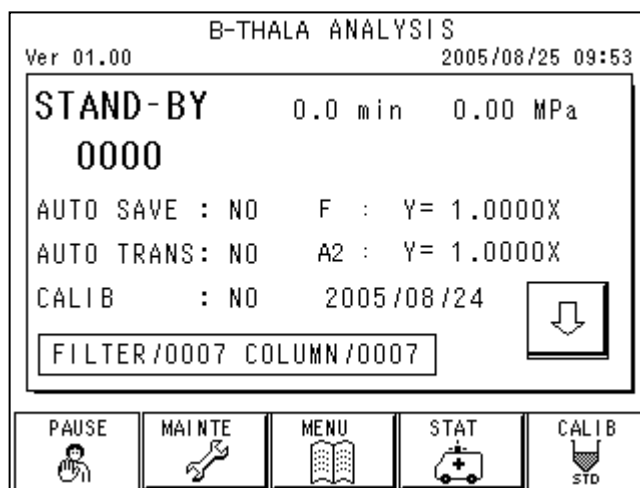 B-THALA ANALYSIS
Ver 01.00 2005/08/25 09:53
STAND-BY 0.0 min 0.00 MPa
0000
AUTO SAVE : NO F : Y= 1.0000X
AUTO TRANS: NO A2 : Y= 1.0000X
CALIB : NO 2005/08/24
FILTER/0007 COLUMN/0007
PAUSE MAINTE MENU STAT CALIB
STD